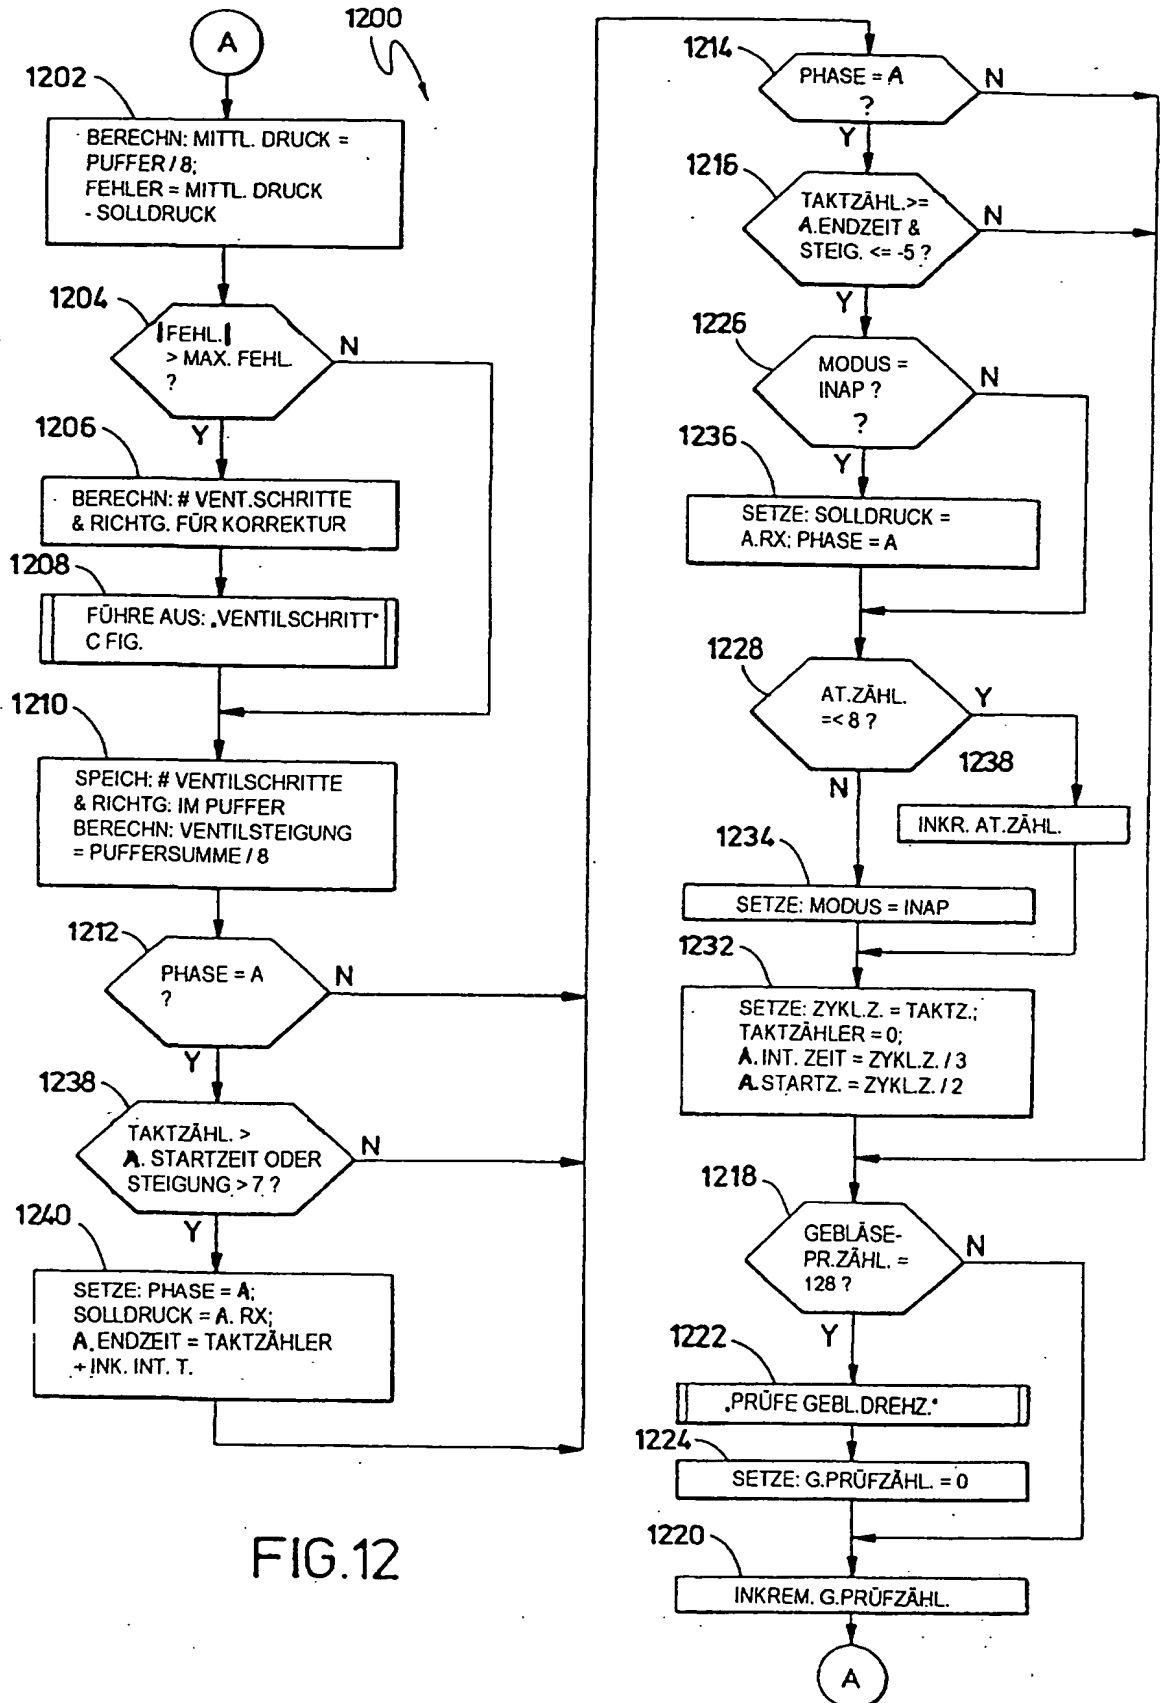 A
1200
1202
BERECHN: MITTL. DRUCK =
PUFFER / 8;
FEHLER = MITTL. DRUCK
- SOLLDRUCK
1204
|FEHL.|
> MAX. FEHL.
?
N
Y
1206
BERECHN: # VENT.SCHRITTE
& RICHTG. FÜR KORREKTUR
1208
FÜHRE AUS: „VENTILSCHRITT“
C FIG.
1210
SPEICH: # VENTILSCHRITTE
& RICHTG: IM PUFFER
BERECHN: VENTILSTEIGUNG
= PUFFERSUMME / 8
1212
PHASE = A
?
N
Y
1238
TAKTZÄHL. >
A. STARTZEIT ODER
STEIGUNG > 7 ?
N
Y
1240
SETZE: PHASE = A;
SOLLDRUCK = A. RX;
A. ENDZEIT = TAKTZÄHLER
+ INK. INT. T.
1214
PHASE = A
?
N
Y
1216
TAKTZÄHL.>=
A.ENDZEIT &
STEIG. <= -5 ?
N
Y
1226
MODUS =
INAP ?
?
N
Y
1236
SETZE: SOLLDRUCK =
A.RX; PHASE = A
1228
AT.ZÄHL.
=< 8 ?
Y
N
1238
INKR. AT.ZÄHL.
1234
SETZE: MODUS = INAP
1232
SETZE: ZYKL.Z. = TAKTZ.;
TAKTZÄHLER = 0;
A. INT. ZEIT = ZYKL.Z. / 3
A. STARTZ. = ZYKL.Z. / 2
1218
GEBLÄSE-
PR.ZÄHL. =
128 ?
N
Y
1222
„PRÜFE GEBL.DREHZ.“
1224
SETZE: G.PRÜFZÄHL. = 0
1220
INKREM. G.PRÜFZÄHL.
A
FIG.12